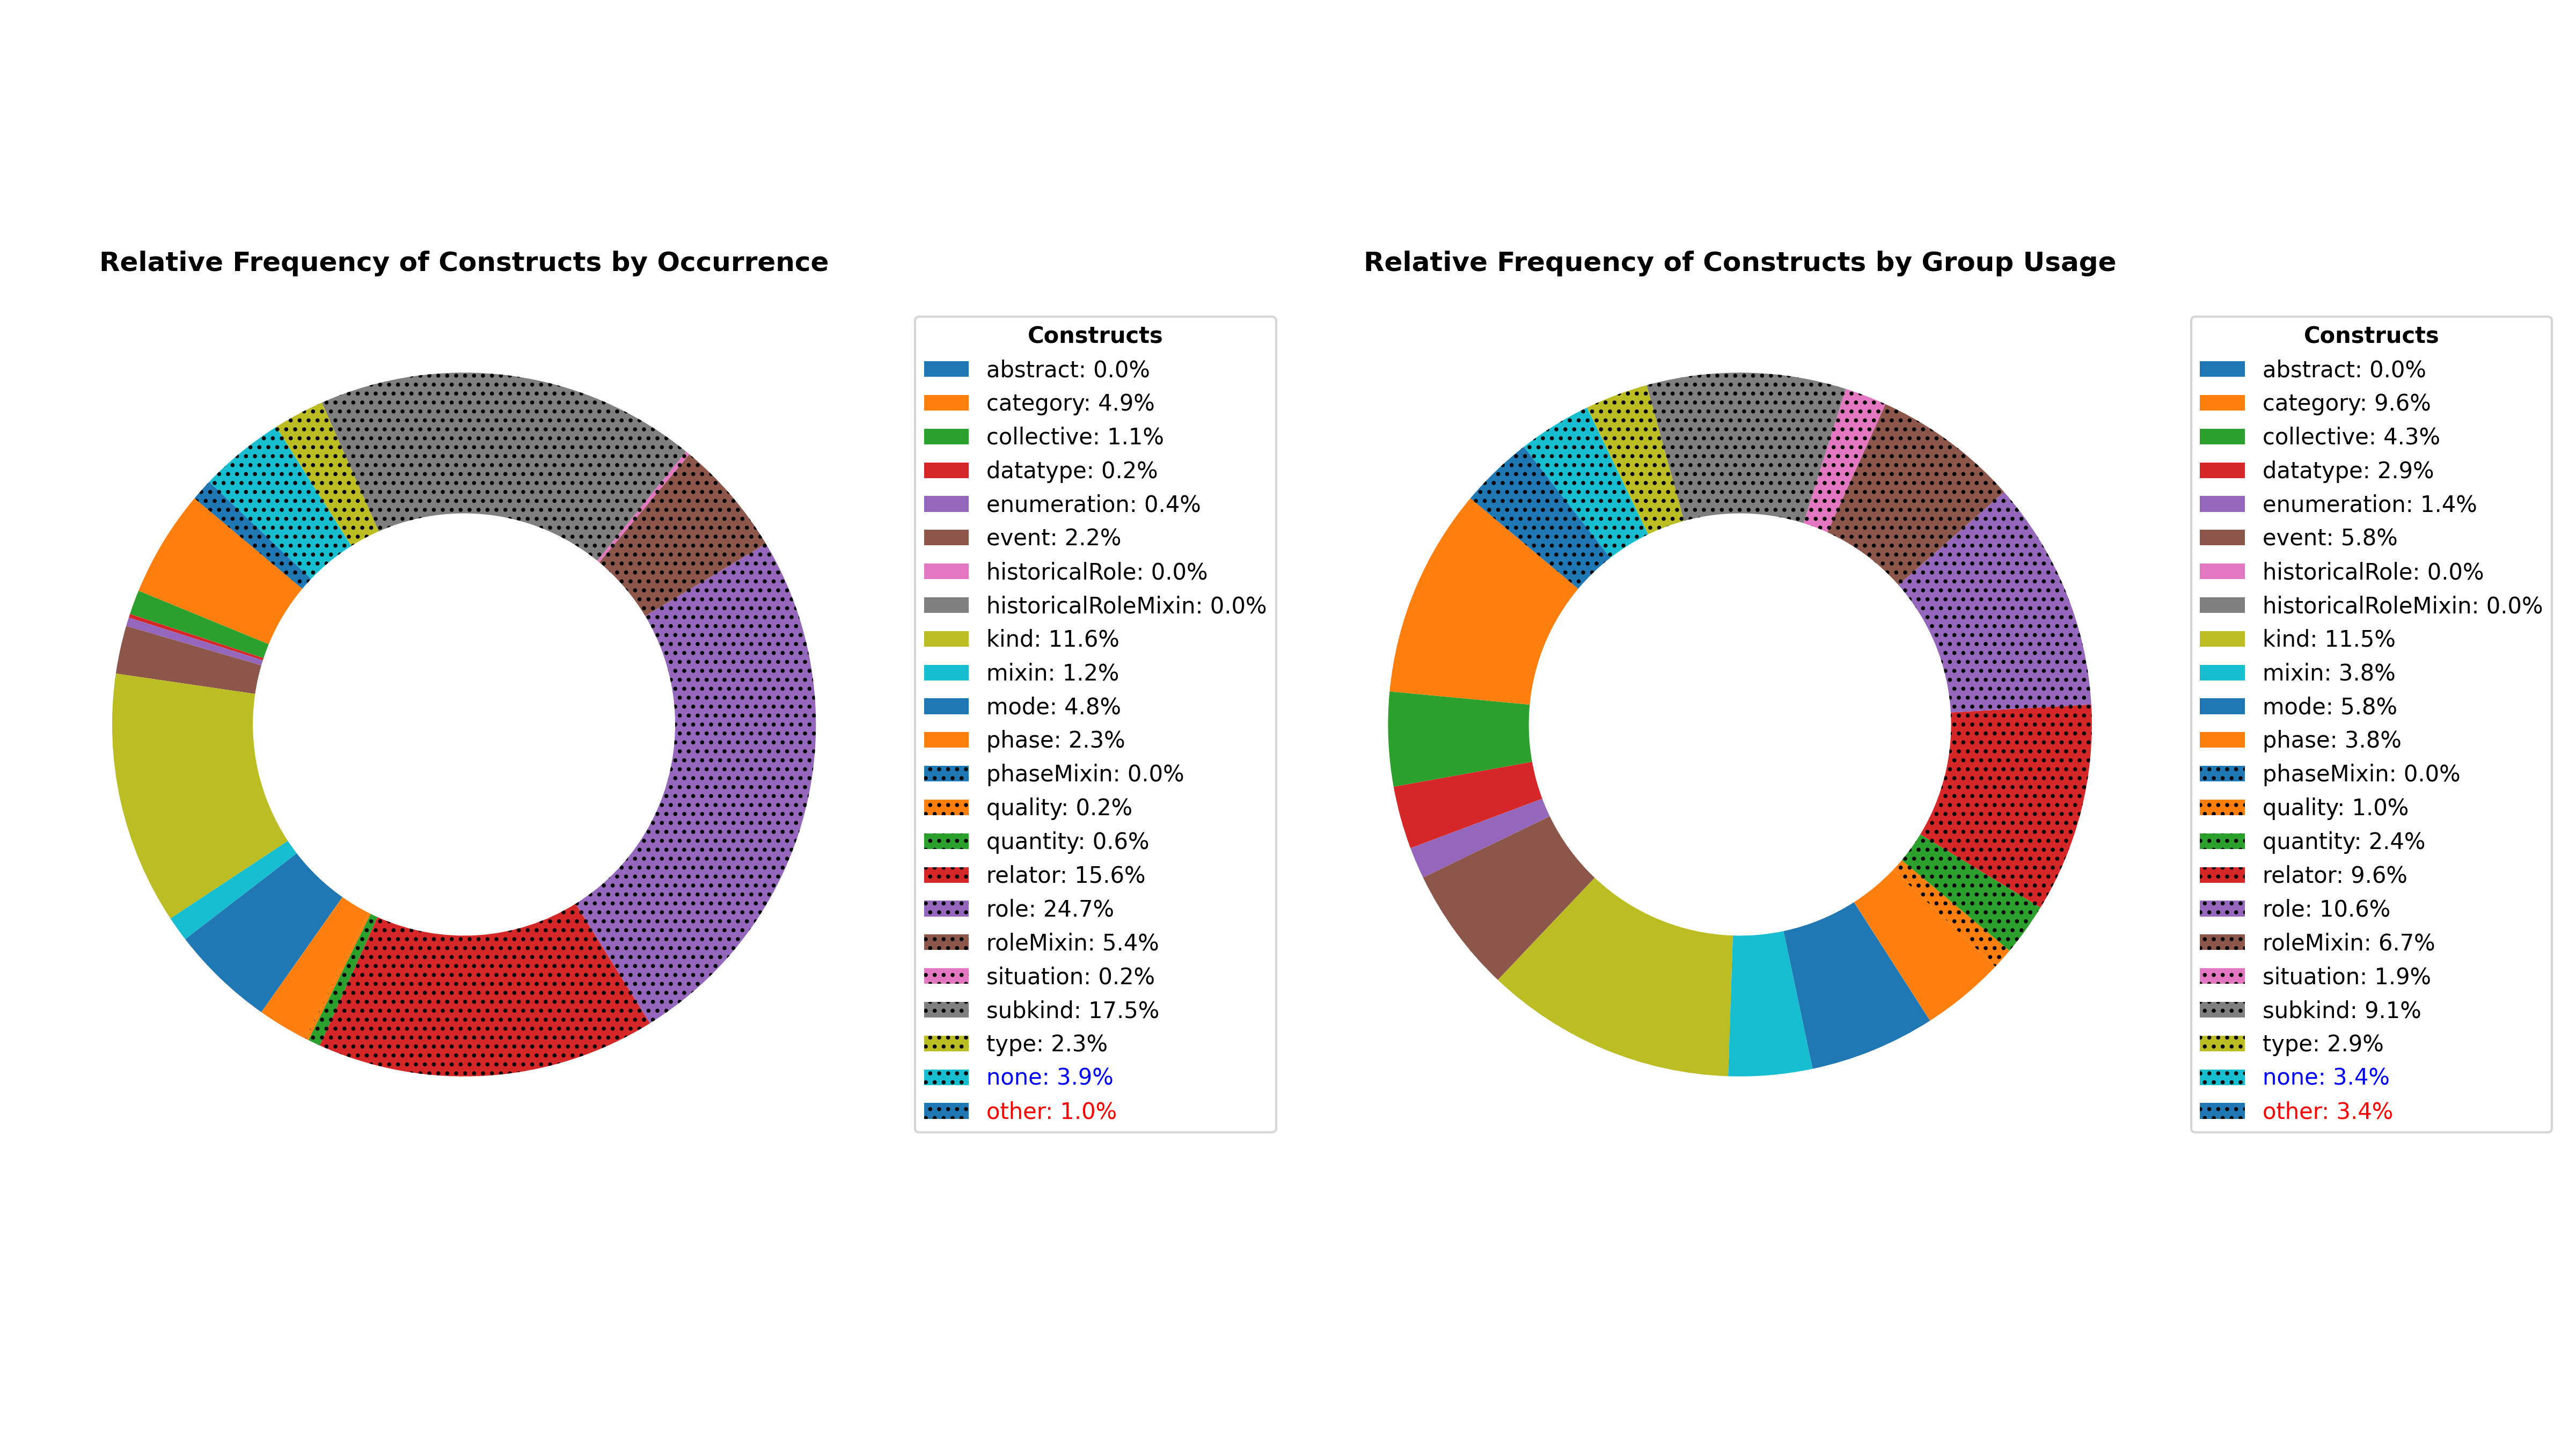 Relative Frequency of Constructs by Occurrence
Constructs
abstract: 0.0%
category: 4.9%
collective: 1.1%
datatype: 0.2%
enumeration: 0.4%
event: 2.2%
historicalRole: 0.0%
historicalRoleMixin: 0.0%
kind: 11.6%
mixin: 1.2%
mode: 4.8%
phase: 2.3%
phaseMixin: 0.0%
quality: 0.2%
quantity: 0.6%
relator: 15.6%
role: 24.7%
roleMixin: 5.4%
situation: 0.2%
subkind: 17.5%
type: 2.3%
none: 3.9%
other: 1.0%
Relative Frequency of Constructs by Group Usage
Constructs
abstract: 0.0%
category: 9.6%
collective: 4.3%
datatype: 2.9%
enumeration: 1.4%
event: 5.8%
historicalRole: 0.0%
historicalRoleMixin: 0.0%
kind: 11.5%
mixin: 3.8%
mode: 5.8%
phase: 3.8%
phaseMixin: 0.0%
quality: 1.0%
quantity: 2.4%
relator: 9.6%
role: 10.6%
roleMixin: 6.7%
situation: 1.9%
subkind: 9.1%
type: 2.9%
none: 3.4%
other: 3.4%